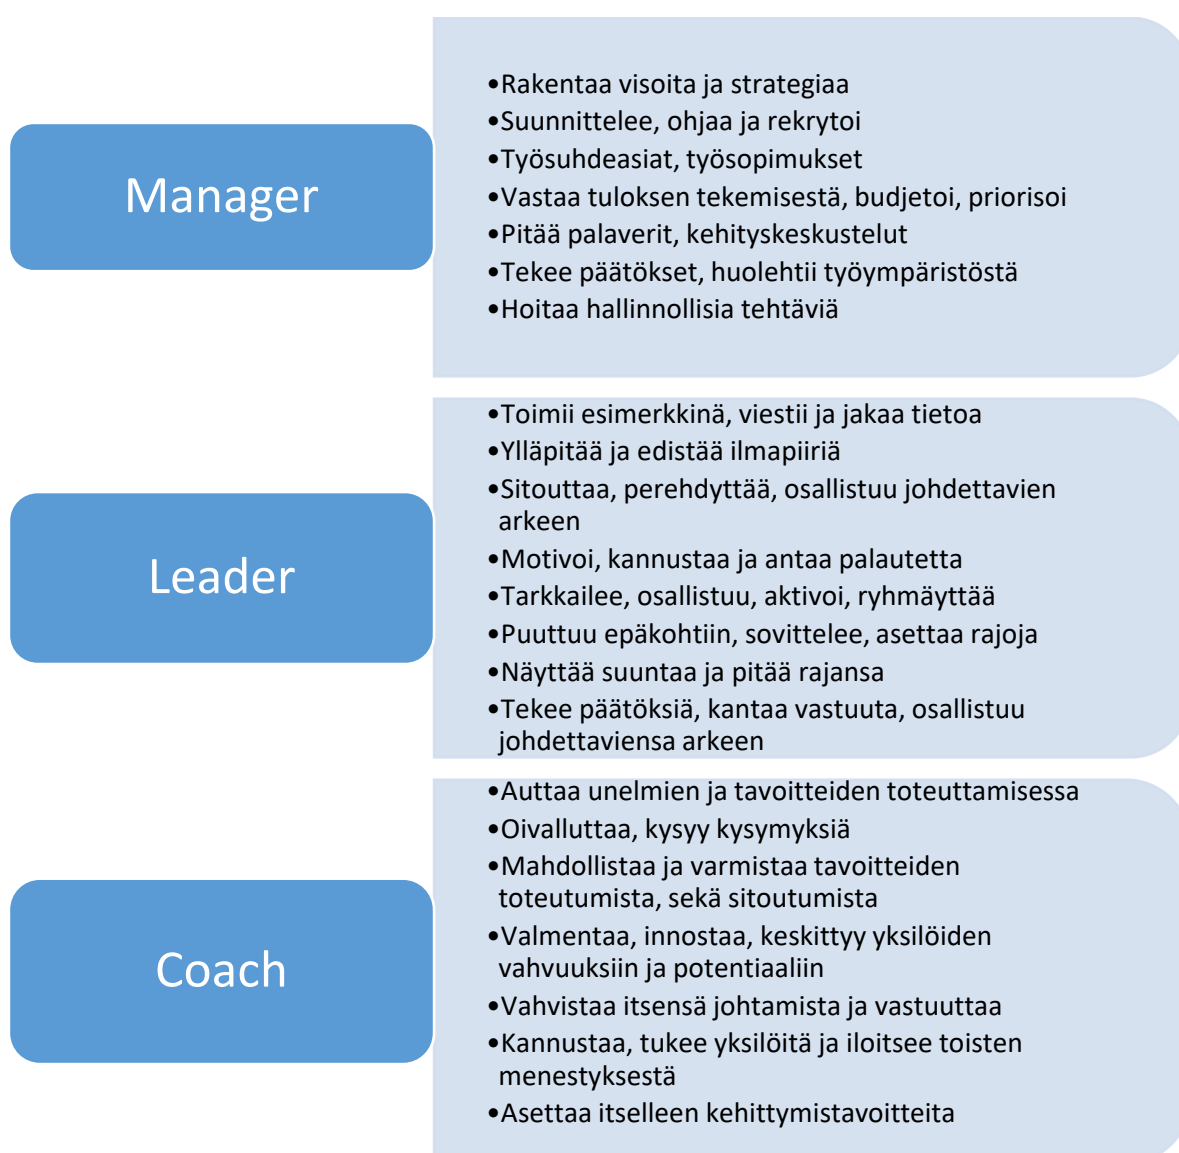 Manager
•Rakentaa visoita ja strategiaa
•Suunnittelee, ohjaa ja rekrytoi
•Työsuhdeasiat, työsopimukset
•Vastaa tuloksen tekemisestä, budjetoi, priorisoi
•Pitää palaverit, kehityskeskustelut
•Tekee päätökset, huolehtii työympäristöstä
•Hoitaa hallinnollisia tehtäviä
Leader
•Toimii esimerkkinä, viestii ja jakaa tietoa
•Ylläpitää ja edistää ilmapiiriä
•Sitouttaa, perehdyttää, osallistuu johdettavien
arkeen
•Motivoi, kannustaa ja antaa palautetta
•Tarkkailee, osallistuu, aktivoi, ryhmäyttää
•Puuttuu epäkohtiin, sovittelee, asettaa rajoja
•Näyttää suuntaa ja pitää rajansa
•Tekee päätöksiä, kantaa vastuuta, osallistuu
johdettaviensa arkeen
Coach
•Auttaa unelmien ja tavoitteiden toteuttamisessa
•Oivalluttaa, kysyy kysymyksiä
•Mahdollistaa ja varmistaa tavoitteiden
toteutumista, sekä sitoutumista
•Valmentaa, innostaa, keskittyy yksilöiden
vahvuuksiin ja potentiaaliin
•Vahvistaa itsensä johtamista ja vastuuttaa
•Kannustaa, tukee yksilöitä ja iloitsee toisten
menestyksestä
•Asettaa itselleen kehittymistavoitteita